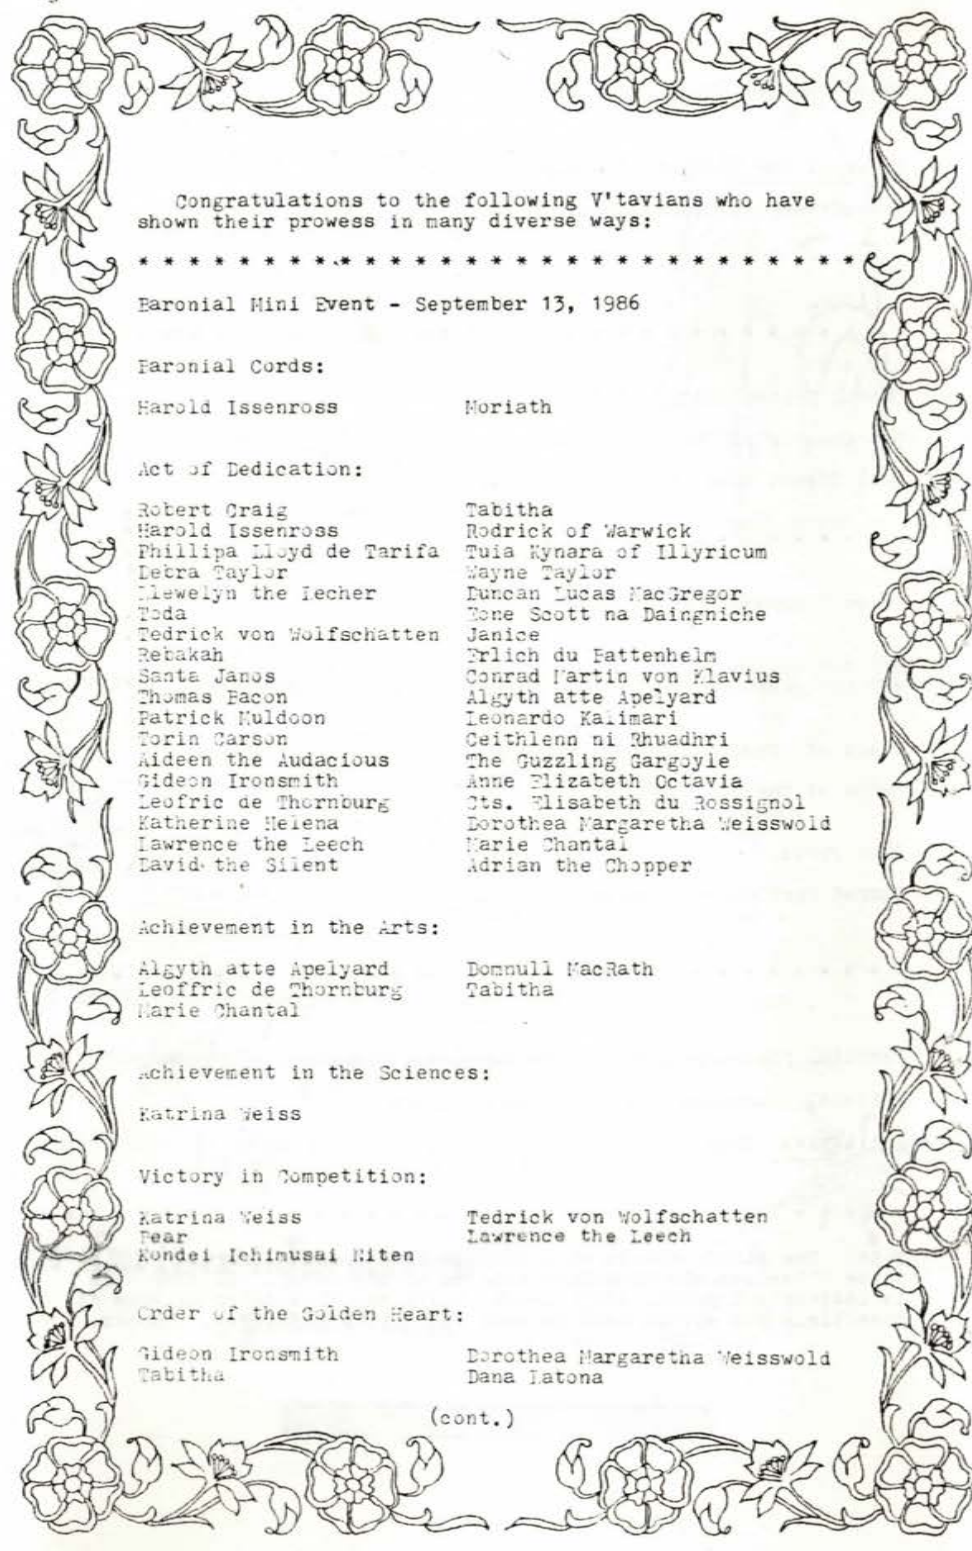 Congratulations to the following V'tavians who have
shown their prowess in many diverse ways:
* * * * * * * * * * * * * * * * * * * * * * * * * * * * *
Baronial Mini Event - September 13, 1986
Baronial Cords:
Harold Issenross Moriath
Act of Dedication:
Robert Craig Tabitha
Harold Issenross Rodrick of Warwick
Phillipa Lloyd de Tarifa Tuia Kynara of Illyricum
Debra Taylor Wayne Taylor
Llewelyn the Lecher Duncan Lucas MacGregor
Toda Scott na Daingniche
Tedrick von Wolfschatten Janice
Rebakah Erlich du Battenhelm
Santa Janos Conrad Martin von Klavius
Thomas Bacon Algyth atte Apelyard
Patrick Muldoon Leonardo Kalimari
Torin Carson Ceithlenn ni Rhuadhri
Aideen the Audacious The Guzzling Gargoyle
Gideon Ironsmith Anne Elizabeth Octavia
Leofric de Thornburg Cts. Elisabeth du Rossignol
Katherine Helena Dorothea Margaretha Weisswold
Lawrence the Leech Marie Chantal
David the Silent Adrian the Chopper
Achievement in the Arts:
Algyth atte Apelyard Domnull MacRath
Leoffric de Thornburg Tabitha
Marie Chantal
Achievement in the Sciences:
Katrina Weiss
Victory in Competition:
Katrina Weiss Tedrick von Wolfschatten
Bear Lawrence the Leech
Kondei Ichimusai Niten
Order of the Golden Heart:
Gideon Ironsmith Dorothea Margaretha Weisswold
Tabitha Dana Latona
(cont.)